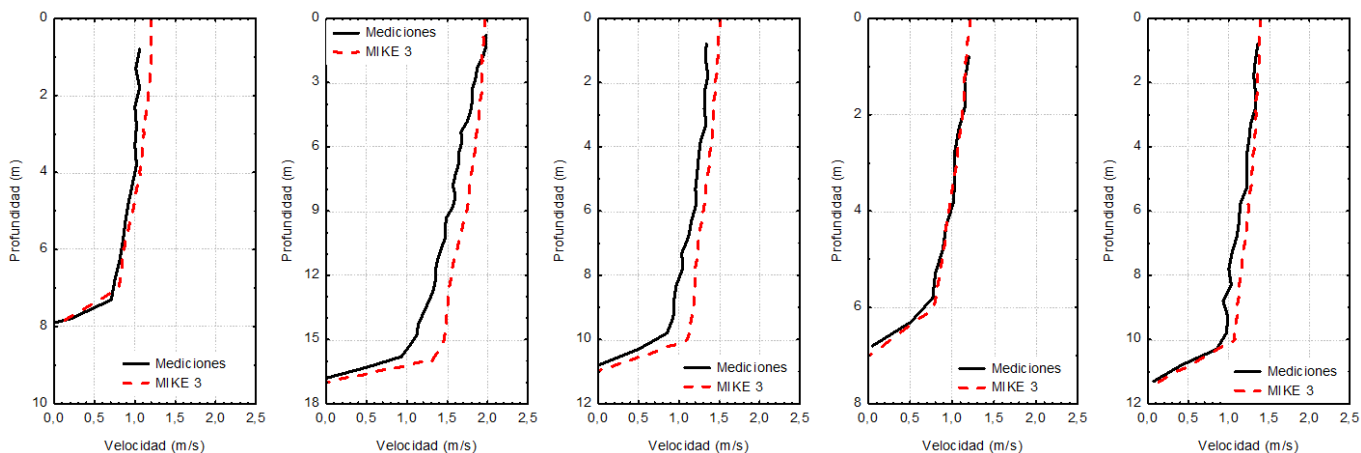 0
2
4
6
8
10
Profundidad (m)
0,0 0,5 1,0 1,5 2,0 2,5
Velocidad (m/s)
Mediciones
MIKE 3
0
3
6
9
12
15
18
Profundidad (m)
0,0 0,5 1,0 1,5 2,0 2,5
Velocidad (m/s)
Mediciones
MIKE 3
0
2
4
6
8
10
12
Profundidad (m)
0,0 0,5 1,0 1,5 2,0 2,5
Velocidad (m/s)
Mediciones
MIKE 3
0
2
4
6
8
Profundidad (m)
0,0 0,5 1,0 1,5 2,0 2,5
Velocidad (m/s)
Mediciones
MIKE 3
0
2
4
6
8
10
12
Profundidad (m)
0,0 0,5 1,0 1,5 2,0 2,5
Velocidad (m/s)
Mediciones
MIKE 3